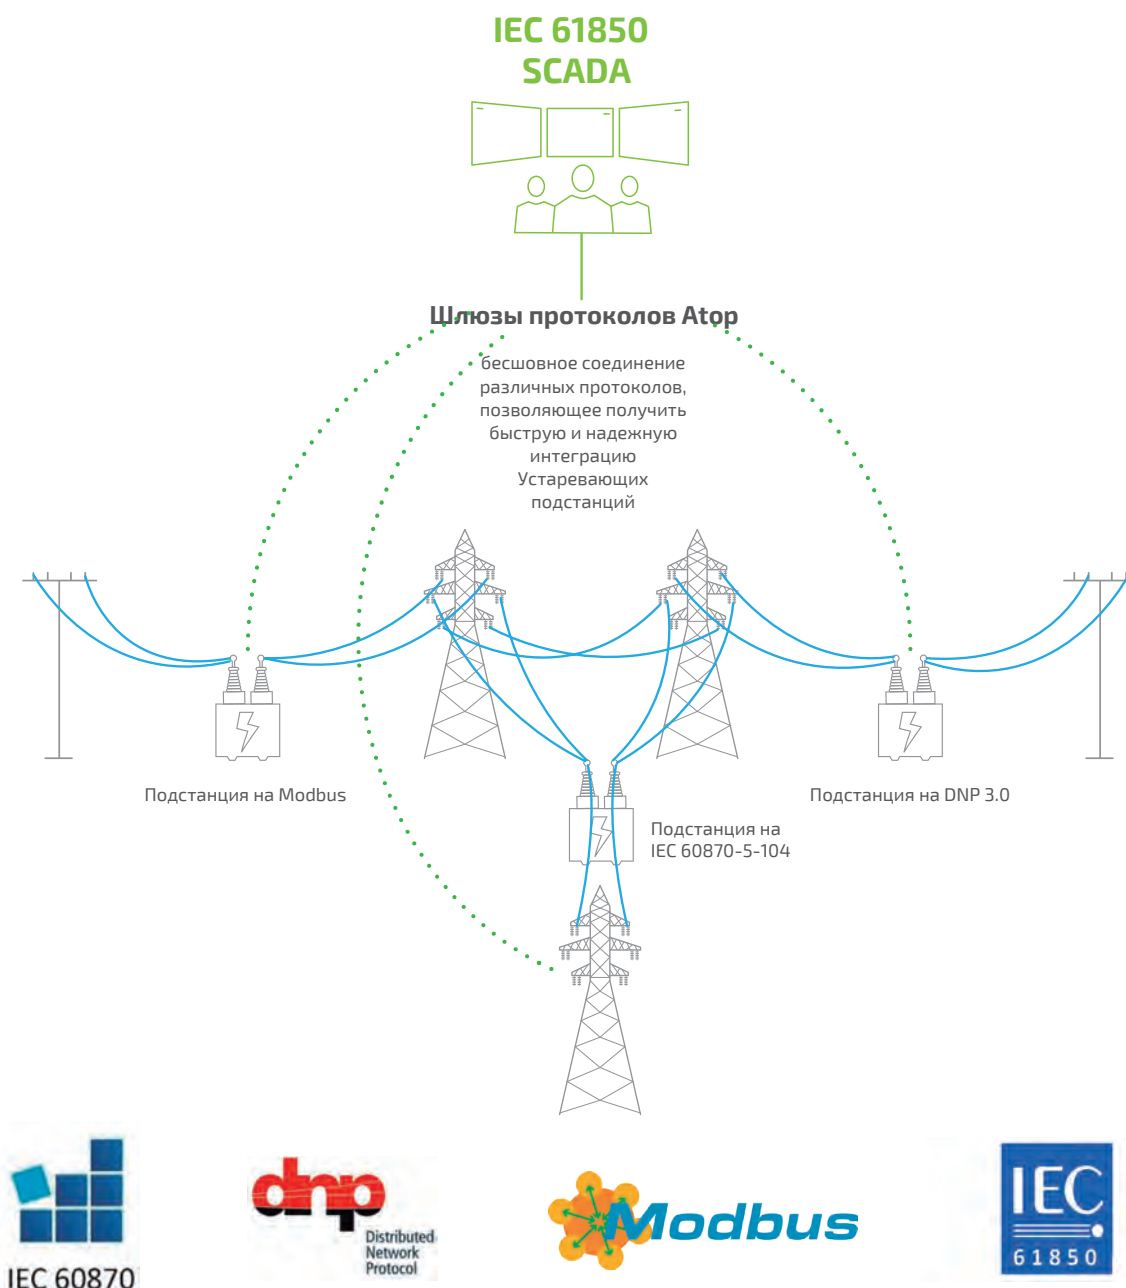 IEC 61850
SCADA
Шлюзы протоколов Atop
бесшовное соединение
различных протоколов,
позволяющее получить
быструю и надежную
интеграцию
Устаревающих
подстанций
Подстанция на Modbus
Подстанция на DNP 3.0
Подстанция на
IEC 60870-5-104
IEC 60870
dnp
Distributed
Network
Protocol
Modbus
IEC
61850